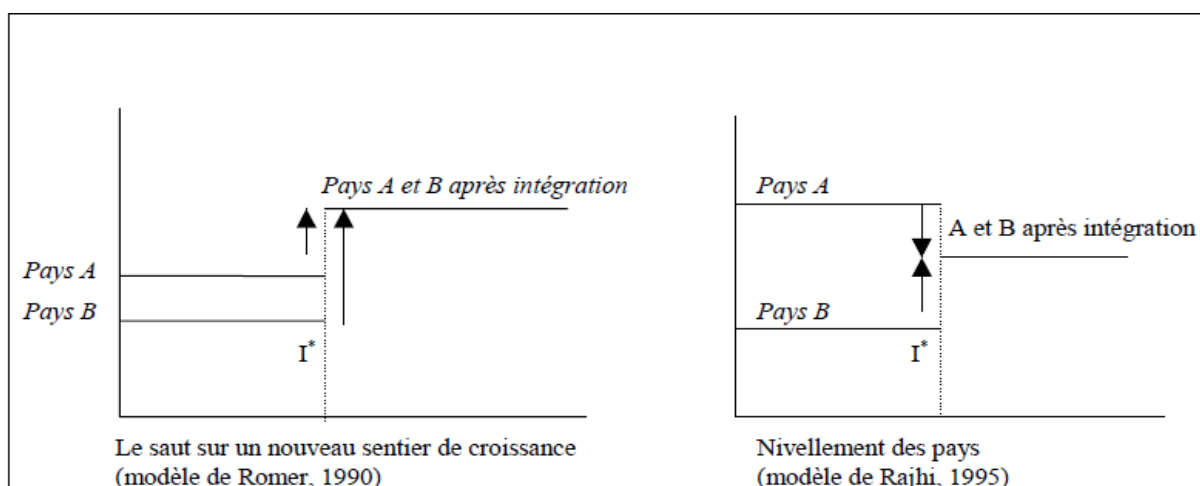 Pays A et B après intégration
Pays A
Pays B
I*
Le saut sur un nouveau sentier de croissance
(modèle de Romer, 1990)
Pays A
A et B après intégration
Pays B
I*
Nivellement des pays
(modèle de Rajhi, 1995)